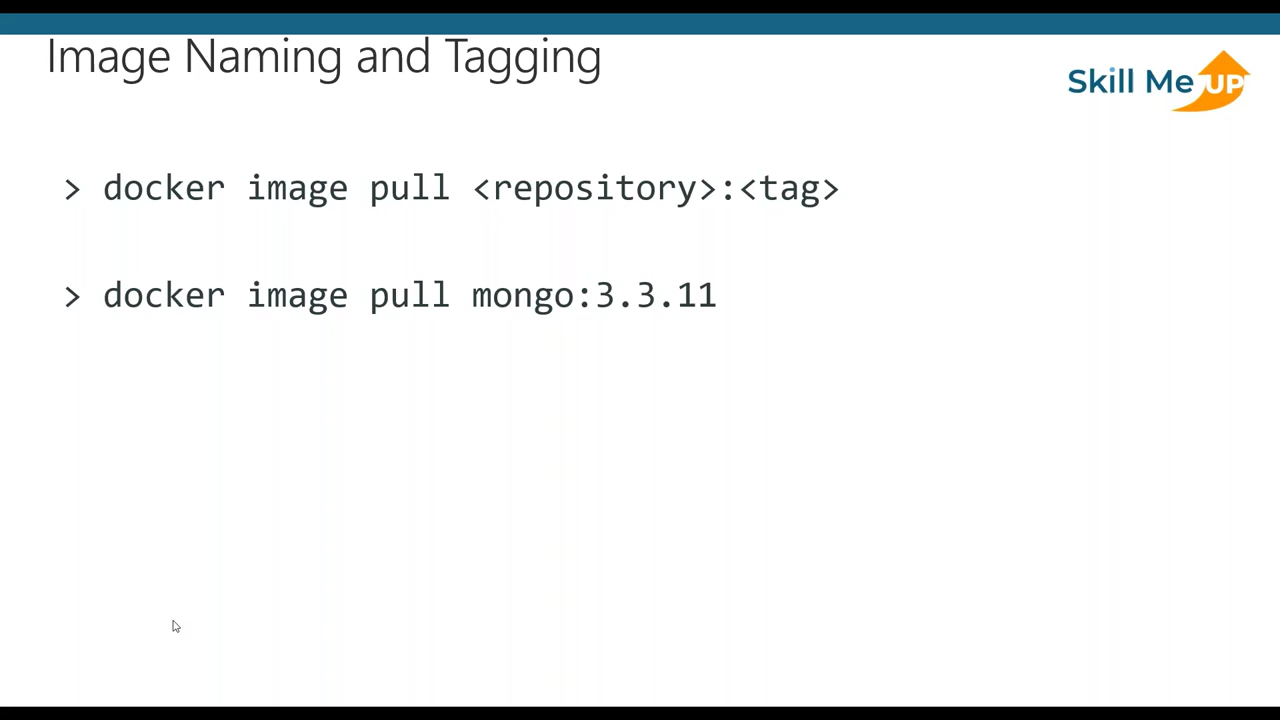 Image Naming and Tagging
Skill Me UP
> docker image pull <repository>:<tag>
> docker image pull mongo:3.3.11